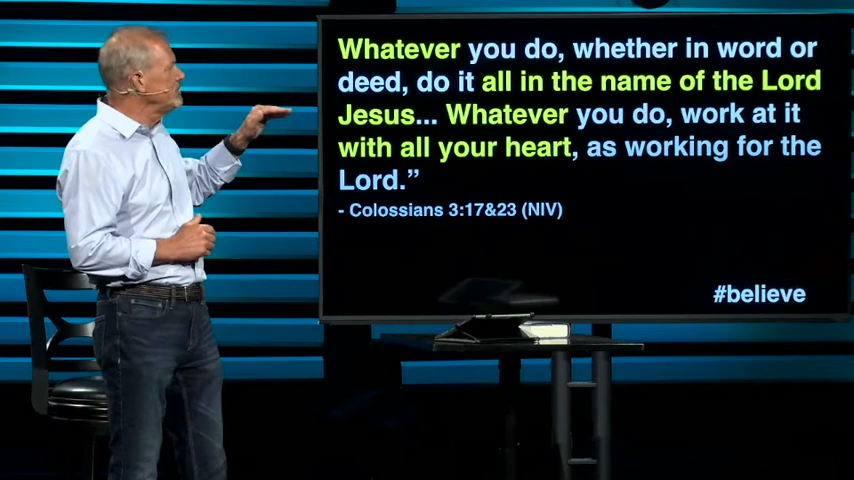 Whatever you do, whether in word or
deed, do it all in the name of the Lord
Jesus... Whatever you do, work at it
with all your heart, as working for the
Lord.”
- Colossians 3:17&23 (NIV)
#believe